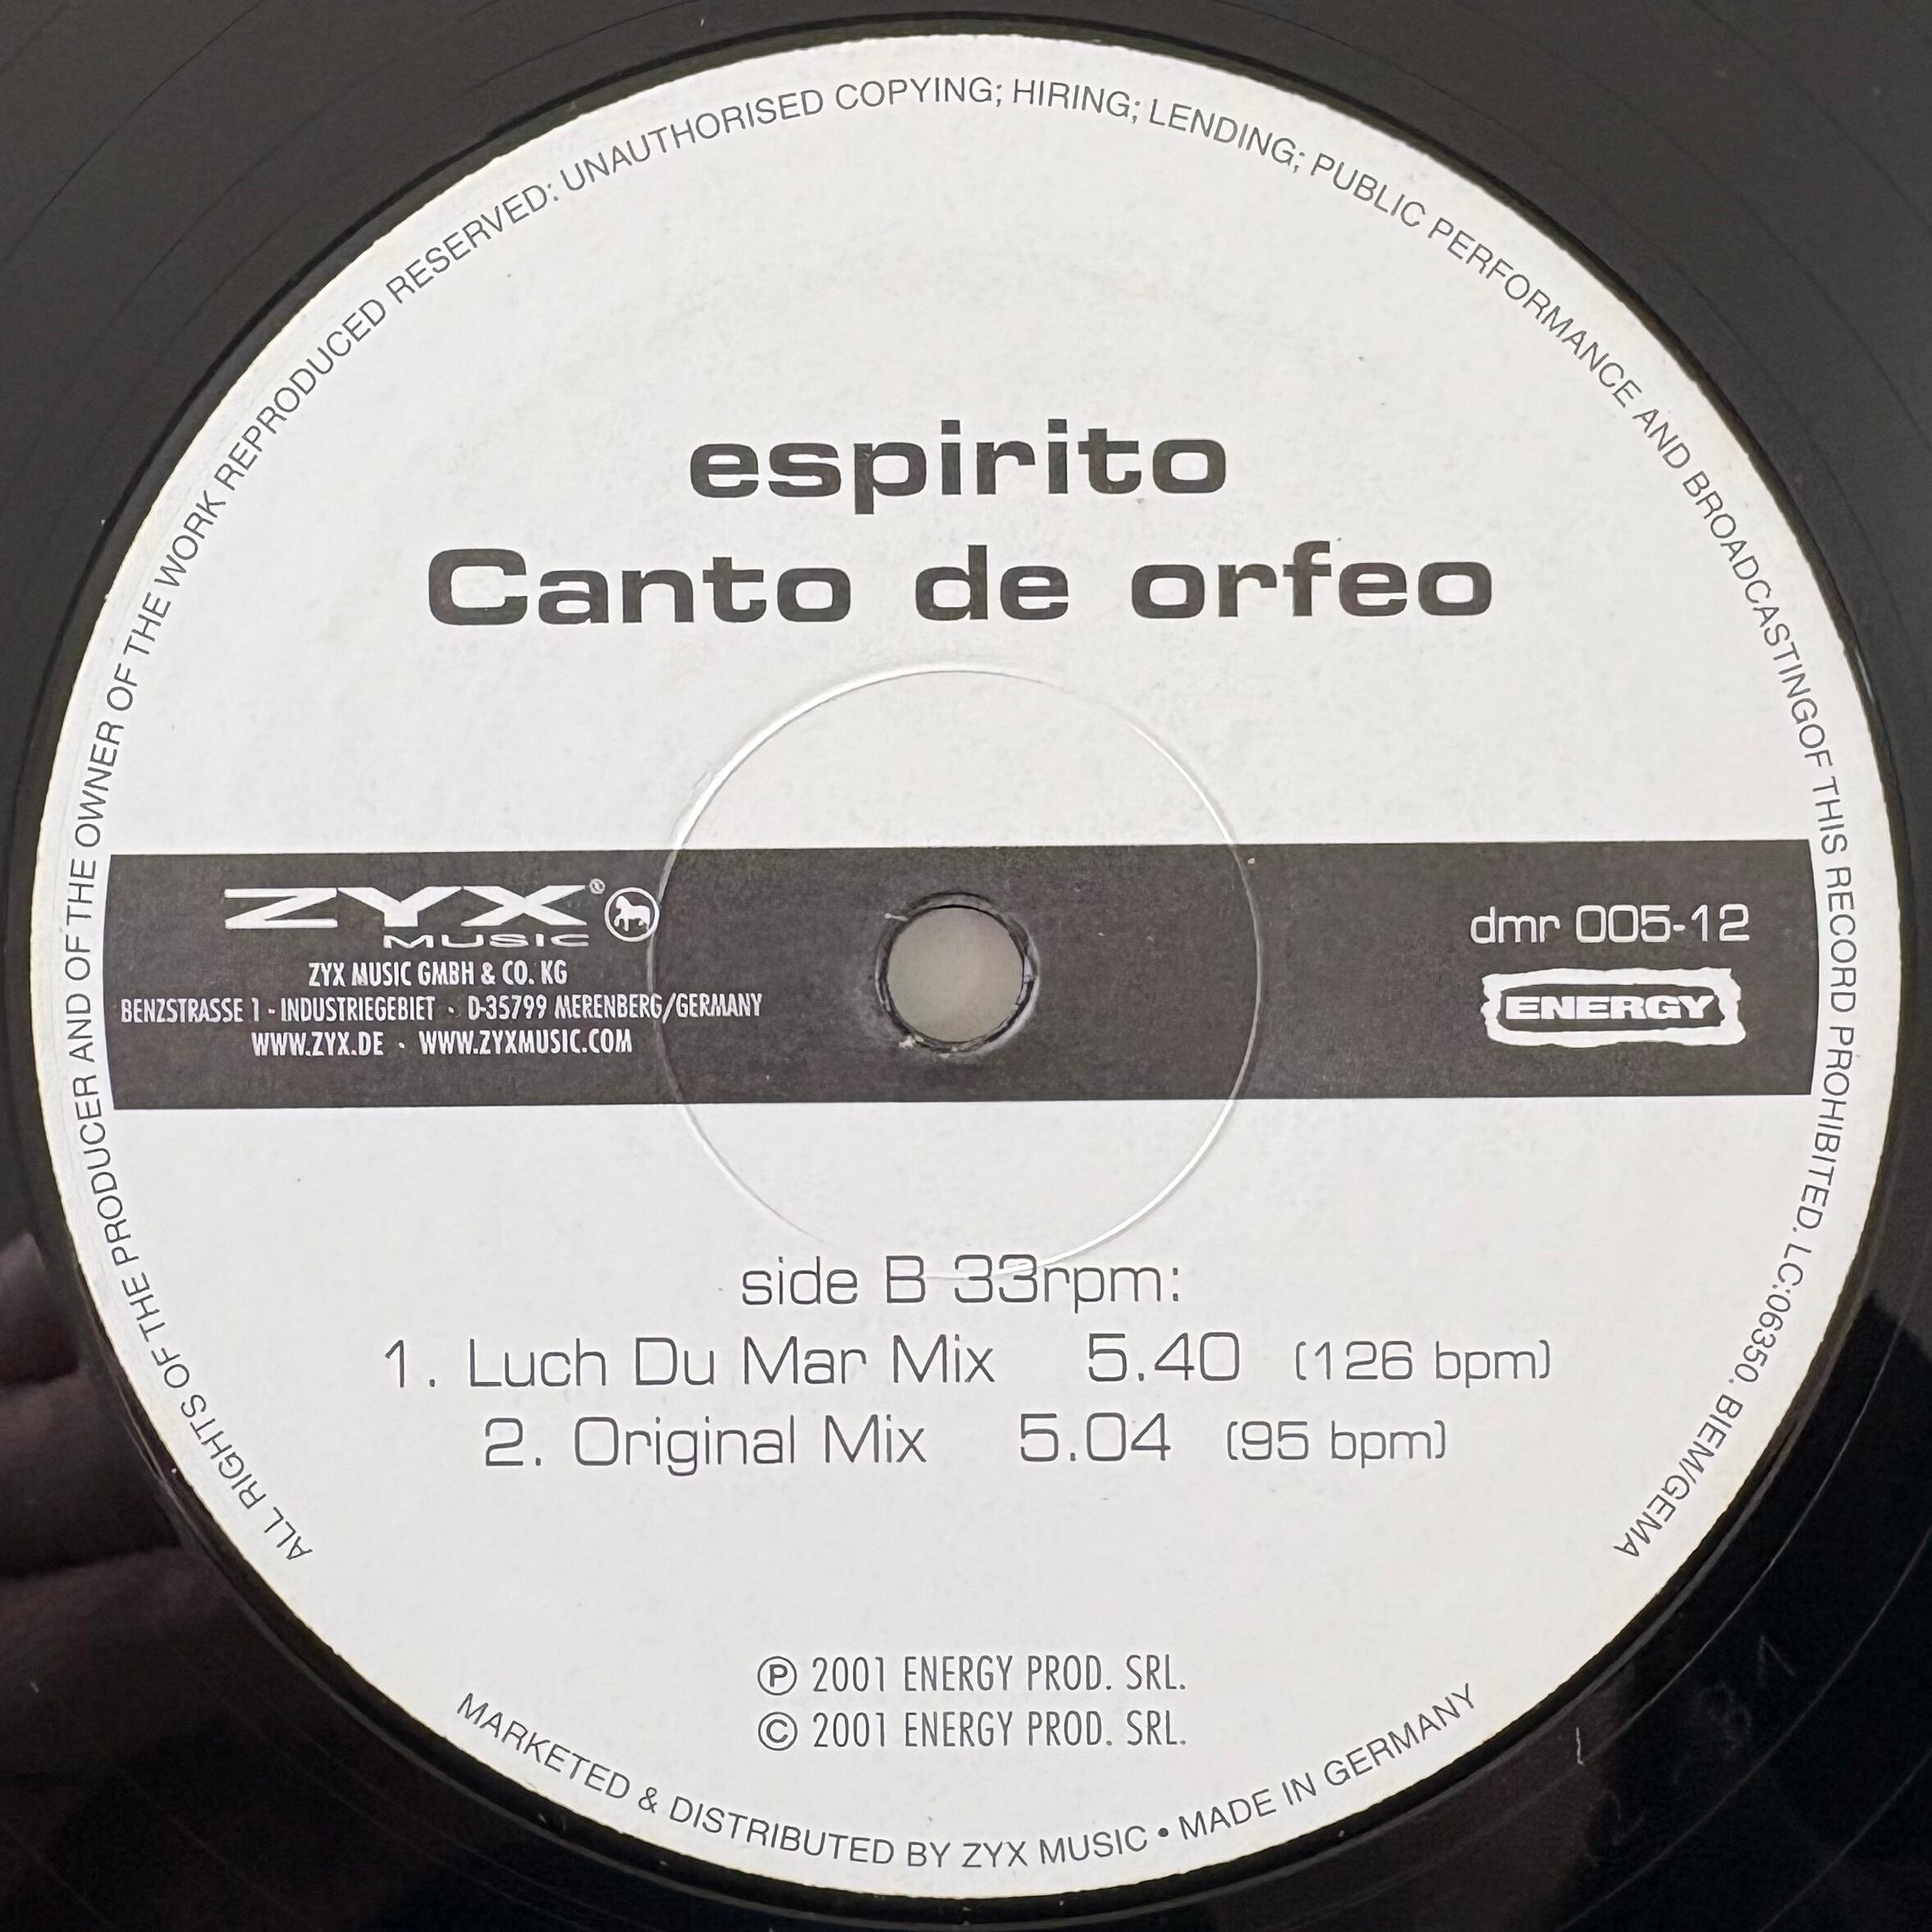 ALL RIGHTS OF THE PRODUCER AND OF THE OWNER OF THE WORK REPRODUCED RESERVED: UNAUTHORISED COPYING; HIRING; LENDING; PUBLIC PERFORMANCE AND BROADCASTINGOF THIS RECORD PROHIBITED. LC:06350. BIEM/GEMA
espirito
Canto de orfeo
ZYX®
MUSIC
ZYX MUSIC GMBH & CO. KG
BENZSTRASSE 1 - INDUSTRIEGEBIET · D-35799 MERENBERG/GERMANY
WWW.ZYX.DE · WWW.ZYXMUSIC.COM
dmr 005-12
ENERGY
side B 33rpm:
1. Luch Du Mar Mix 5.40 (126 bpm)
2. Original Mix 5.04 (95 bpm)
℗ 2001 ENERGY PROD. SRL.
© 2001 ENERGY PROD. SRL.
MARKETED & DISTRIBUTED BY ZYX MUSIC • MADE IN GERMANY